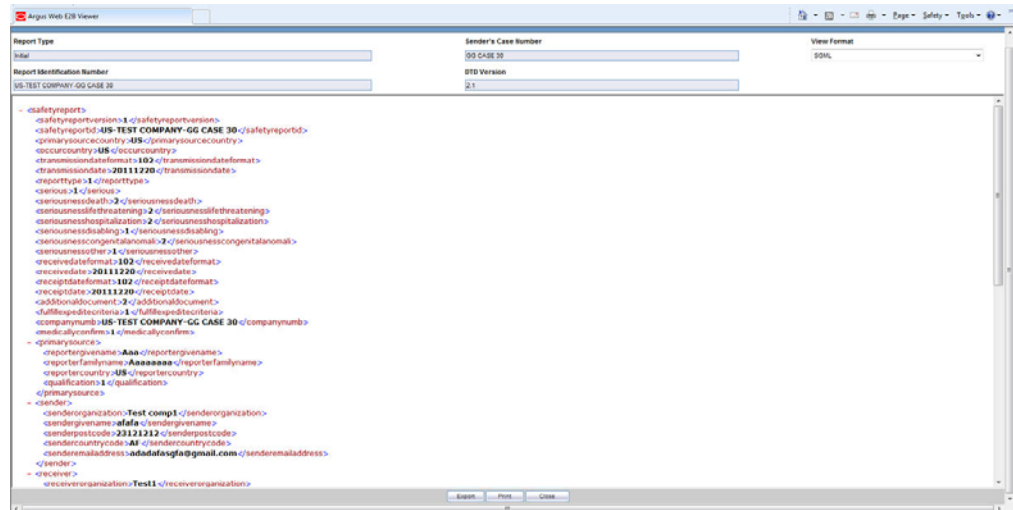 Argus Web E2B Viewer
Page Safety Tools
Report Type Sender's Case Number View Format
Initial GG CASE 30 SGML
Report Identification Number DTD Version
US-TEST COMPANY-GG CASE 30 2.1
- <safetyreport>
<safetyreportversion>1</safetyreportversion>
<safetyreportid>US-TEST COMPANY-GG CASE 30</safetyreportid>
<primarysourcecountry>US</primarysourcecountry>
<occurcountry>US</occurcountry>
<transmissiondateformat>102</transmissiondateformat>
<transmissiondate>20111220</transmissiondate>
<reporttype>1</reporttype>
<serious>1</serious>
<seriousnessdeath>2</seriousnessdeath>
<seriousnesslifethreatening>2</seriousnesslifethreatening>
<seriousnesshospitalization>2</seriousnesshospitalization>
<seriousnessdisabling>1</seriousnessdisabling>
<seriousnesscongenitalanomali>2</seriousnesscongenitalanomali>
<seriousnessother>1</seriousnessother>
<receivedateformat>102</receivedateformat>
<receivedate>20111220</receivedate>
<receiptdateformat>102</receiptdateformat>
<receiptdate>20111220</receiptdate>
<additionaldocument>2</additionaldocument>
<fulfillexpeditecriteria>1</fulfillexpeditecriteria>
<companynumb>US-TEST COMPANY-GG CASE 30</companynumb>
<medicallyconfirm>1</medicallyconfirm>
- <primarysource>
<reportergivename>Aaa</reportergivename>
<reporterfamilyname>Aaaaaaaa</reporterfamilyname>
<reportercountry>US</reportercountry>
<qualification>1</qualification>
</primarysource>
- <sender>
<senderorganization>Test comp1</senderorganization>
<sendergivename>afafa</sendergivename>
<senderpostcode>23121212</senderpostcode>
<sendercountrycode>AF</sendercountrycode>
<senderemailaddress>adadafasgfa@gmail.com</senderemailaddress>
</sender>
- <receiver>
<receiverorganization>Test1</receiverorganization>
Export Print Close